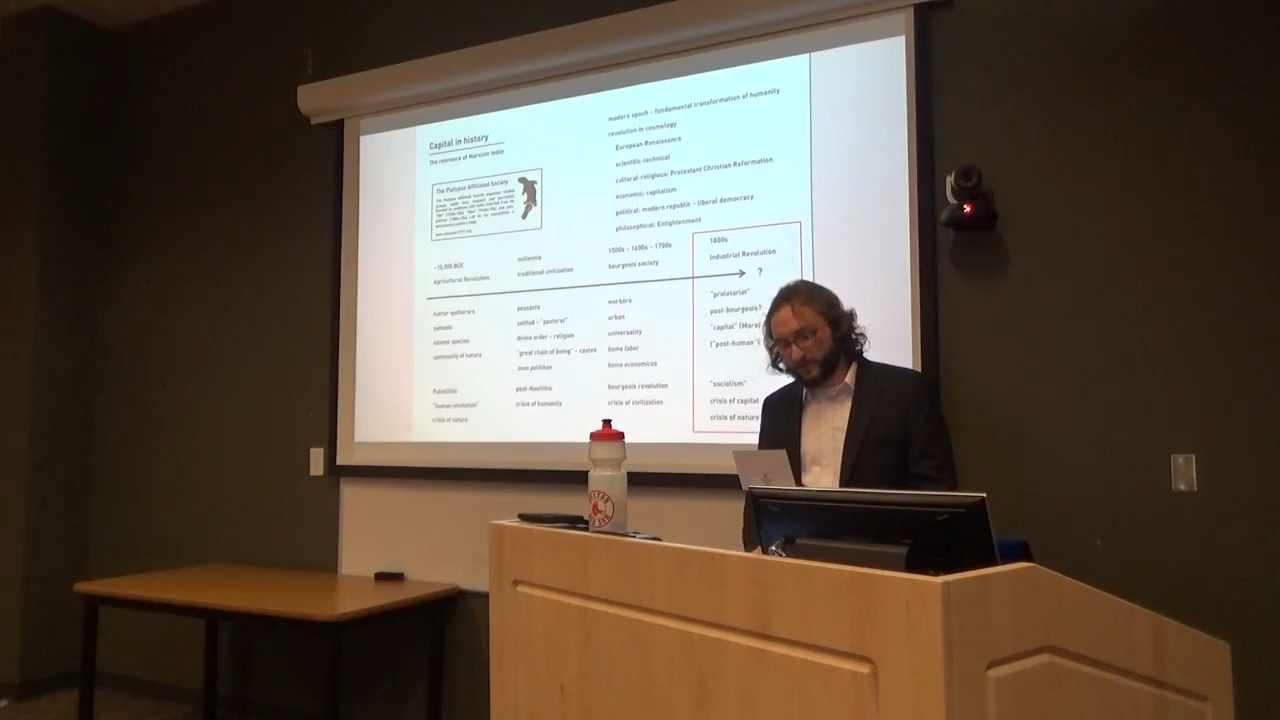 Capital in history
The relevance of Marxism today
The Platypus Affiliated Society
modern epoch – fundamental transformation of humanity
revolution in cosmology
European Renaissance
scientific-technical
cultural-religious: Protestant Christian Reformation
economic: capitalism
political: modern republic – liberal democracy
philosophical: Enlightenment
~10,000 BCE
Agricultural Revolution
millennia
traditional civilization
1500s – 1600s – 1700s
bourgeois society
1800s
Industrial Revolution
?
hunter-gatherers
nomadic
totemic species
community of nature
Paleolithic
"human revolution"
crisis of nature
peasants
settled – "pastoral"
divine order – religion
"great chain of being" – castes
zoon politikon
post-Neolithic
crisis of humanity
workers
urban
universality
homo faber
homo economicus
bourgeois revolution
crisis of civilization
"proletariat"
post-bourgeois?
"capital" (Marx)
("post-human")
"socialism"
crisis of capital
crisis of nature
BOSTON
RED SOX